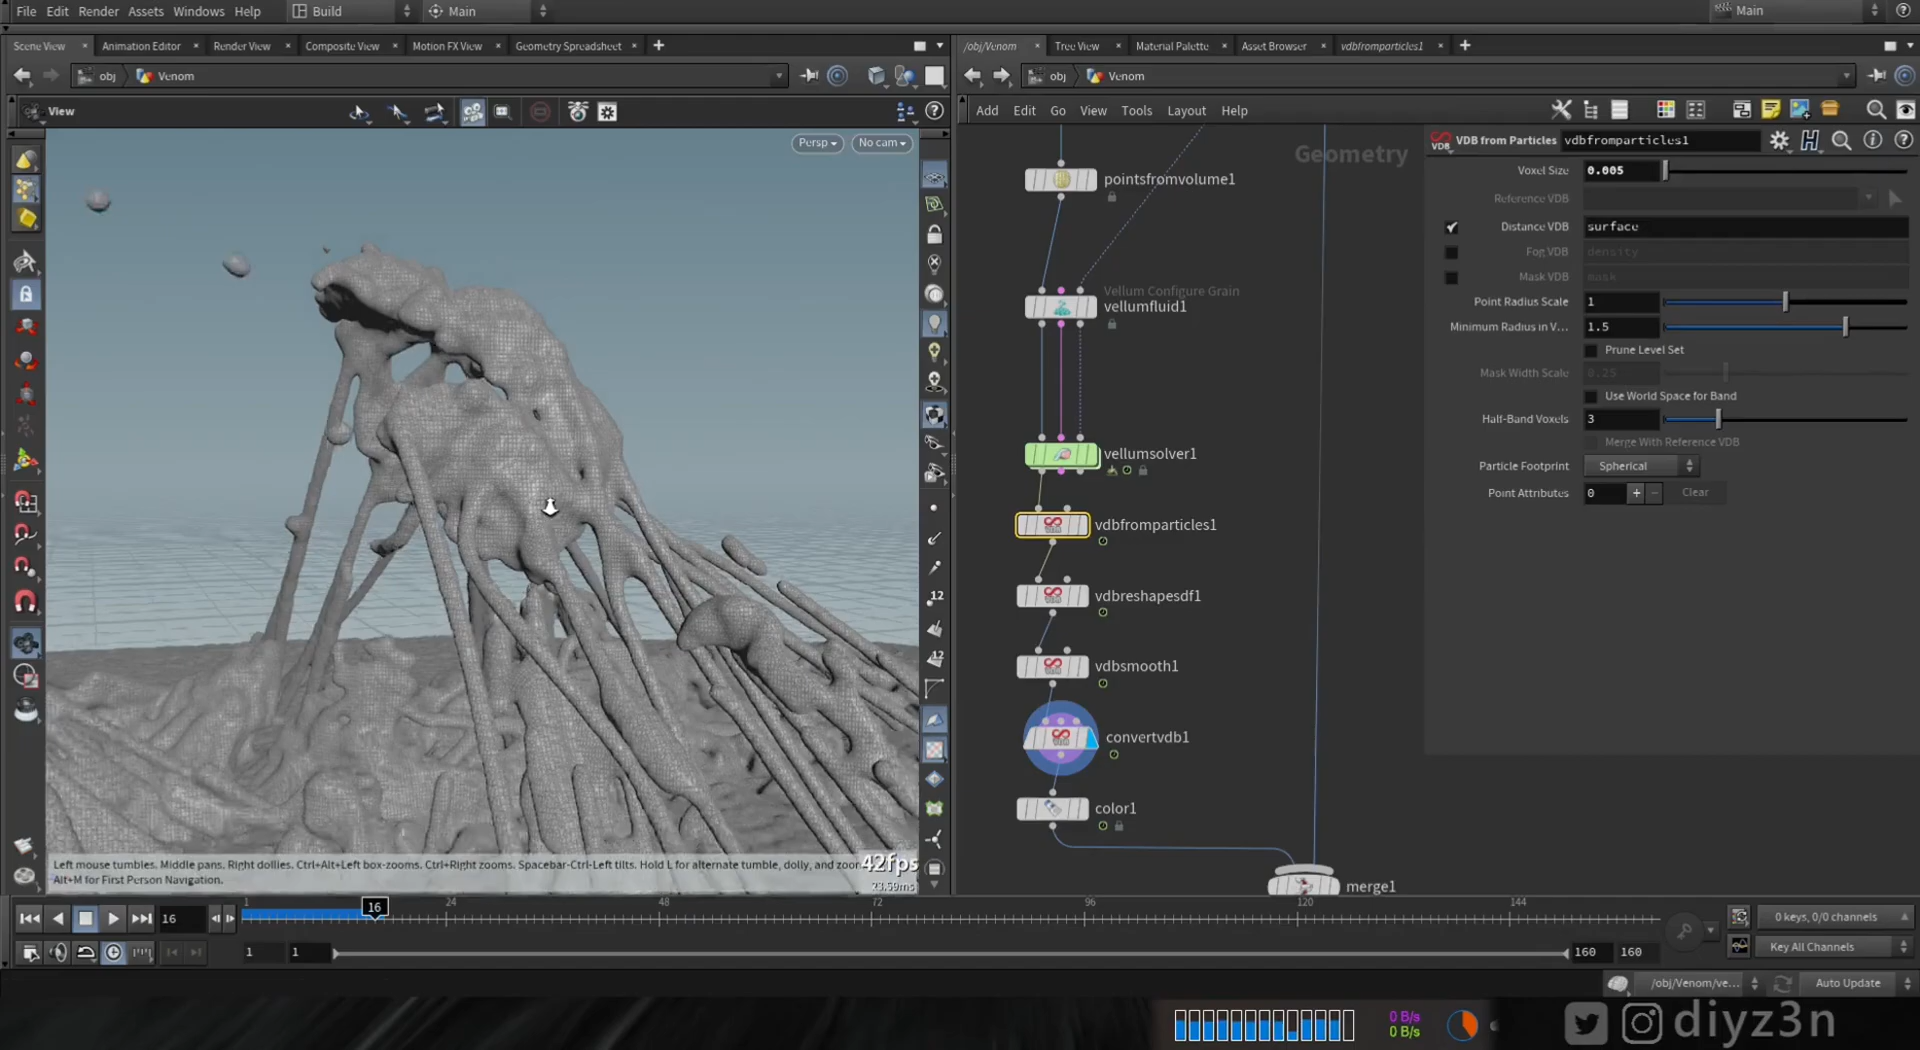 File Edit Render Assets Windows Help Build Main Main
Scene View Animation Editor Render View Composite View Motion FX View Geometry Spreadsheet
/obj/Venom Tree View Material Palette Asset Browser vdbfromparticles1
obj Venom
obj Venom
View
Add Edit Go View Tools Layout Help
Persp No cam
Geometry
pointsfromvolume1
Vellum Configure Grain
vellumfluid1
vellumsolver1
vdbfromparticles1
vdbreshapesdf1
vdbsmooth1
convertvdb1
color1
merge1
VDB from Particles vdbfromparticles1
Voxel Size 0.005
Reference VDB
Distance VDB surface
Fog VDB density
Mask VDB mask
Point Radius Scale 1
Minimum Radius in V... 1.5
Prune Level Set
Mask Width Scale 0.25
Use World Space for Band
Half-Band Voxels 3
Merge With Reference VDB
Particle Footprint Spherical
Point Attributes 0 + − Clear
12
12
Left mouse tumbles. Middle pans. Right dollies. Ctrl+Alt+Left box-zooms. Ctrl+Right zooms. Spacebar-Ctrl-Left tilts. Hold L for alternate tumble, dolly, and zoom
Alt+M for First Person Navigation.
42fps
23.59ms
16
1 16 24 48 72 96 120 144
0 keys, 0/0 channels
1 1 160 160
Key All Channels
/obj/Venom/ve... Auto Update
0 B/s
0 B/s
diyz3n